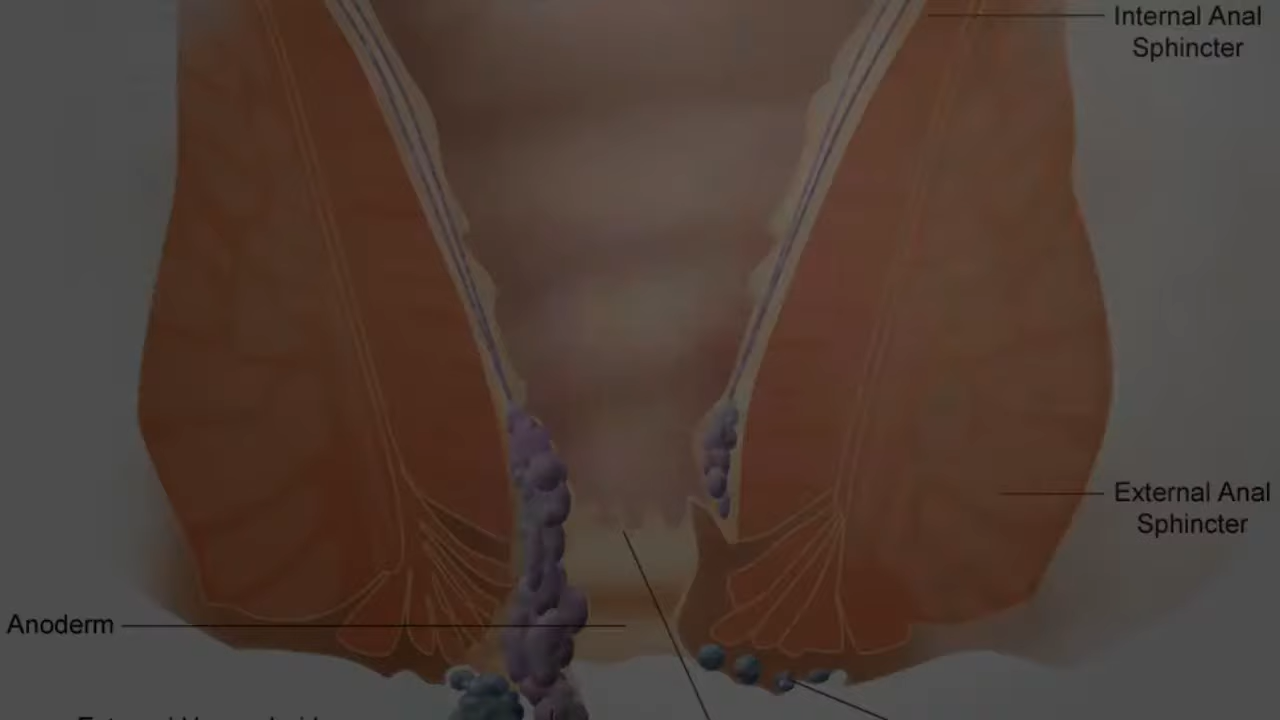 Internal Anal
Sphincter
External Anal
Sphincter
Anoderm